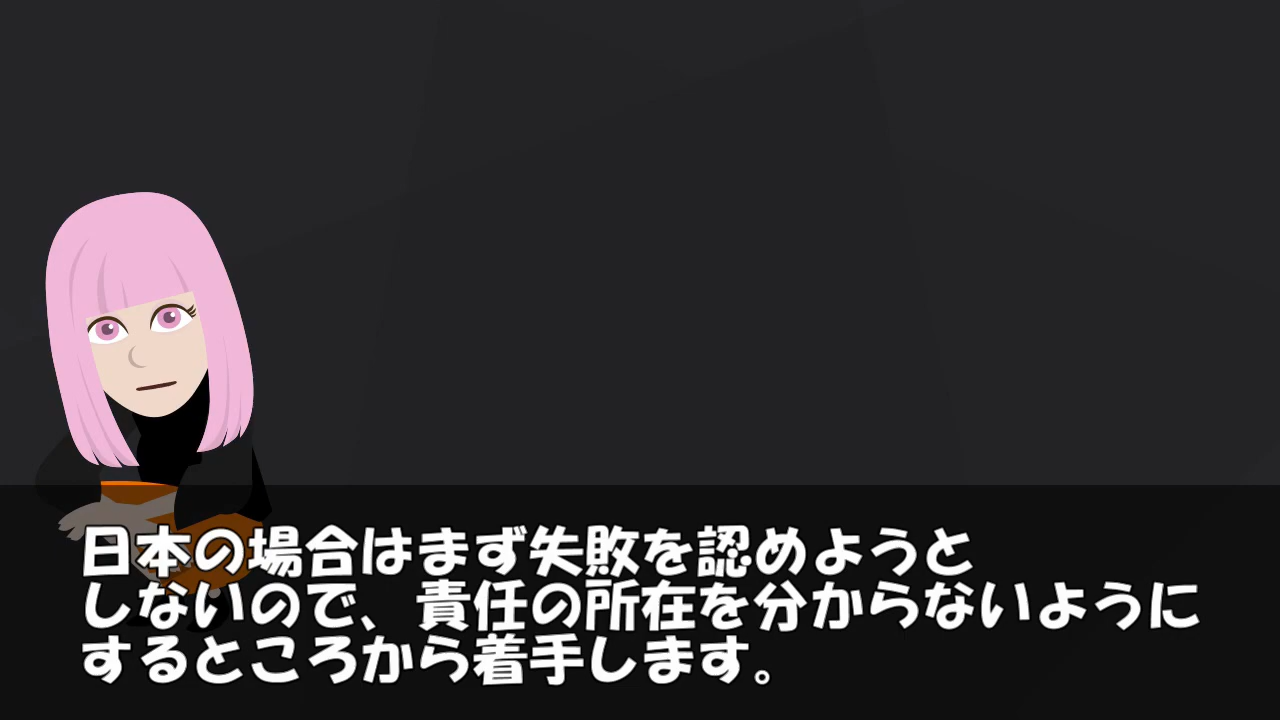 日本の場合はまず失敗を認めようと
しないので、責任の所在を分からないように
するところから着手します。